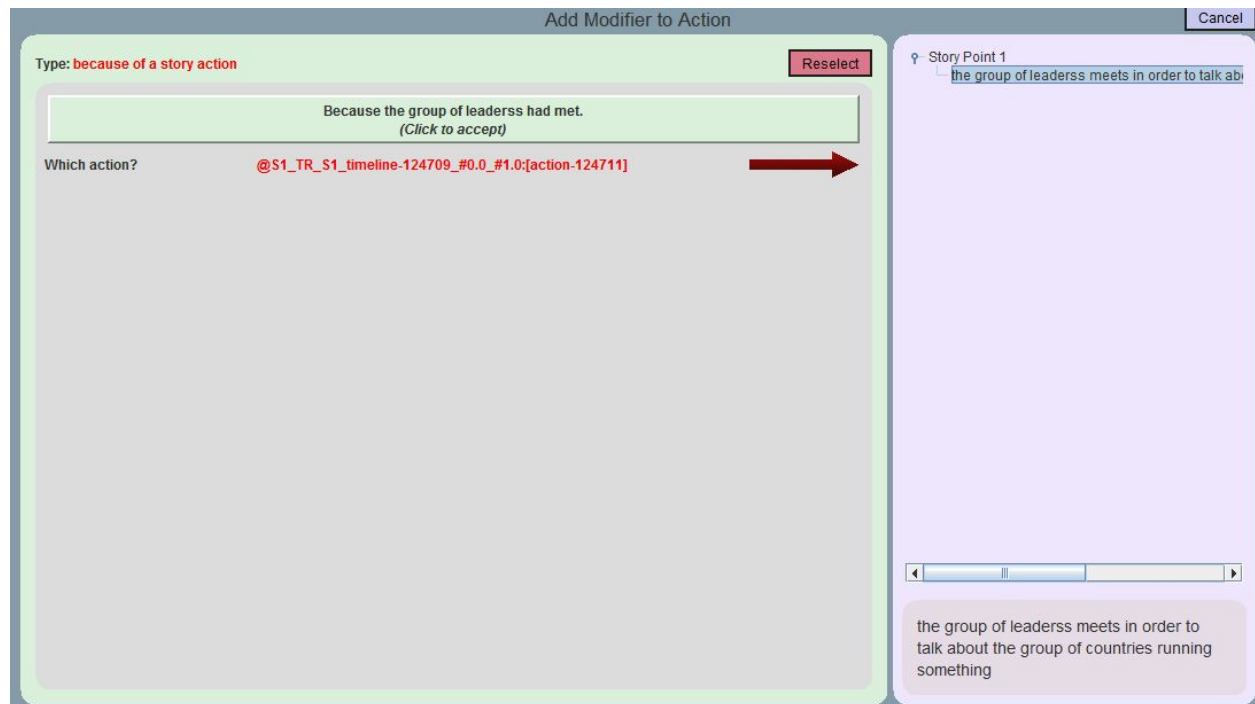 Add Modifier to Action
Cancel
Type: because of a story action
Reselect
Because the group of leaderss had met.
(Click to accept)
Which action?
@S1_TR_S1_timeline-124709_#0.0_#1.0:[action-124711]
Story Point 1
the group of leaderss meets in order to talk ab
the group of leaderss meets in order to
talk about the group of countries running
something